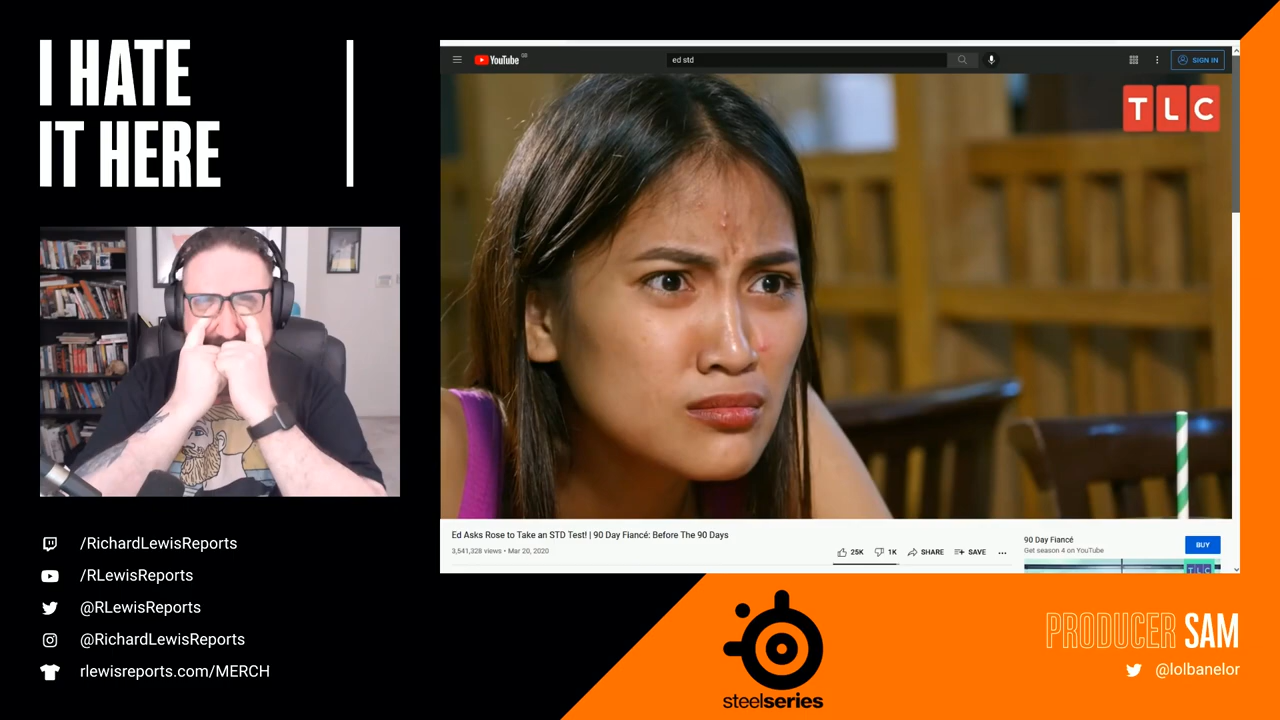 I HATE
IT HERE
/RichardLewisReports
/RLewisReports
@RLewisReports
@RichardLewisReports
rlewisreports.com/MERCH
YouTube GB
ed std
SIGN IN
TLC
Ed Asks Rose to Take an STD Test! | 90 Day Fiancé: Before The 90 Days
3,541,328 views • Mar 20, 2020
25K
1K
SHARE
SAVE
90 Day Fiancé
Get season 4 on YouTube
BUY
TLC
steelseries
PRODUCER SAM
@lolbanelor